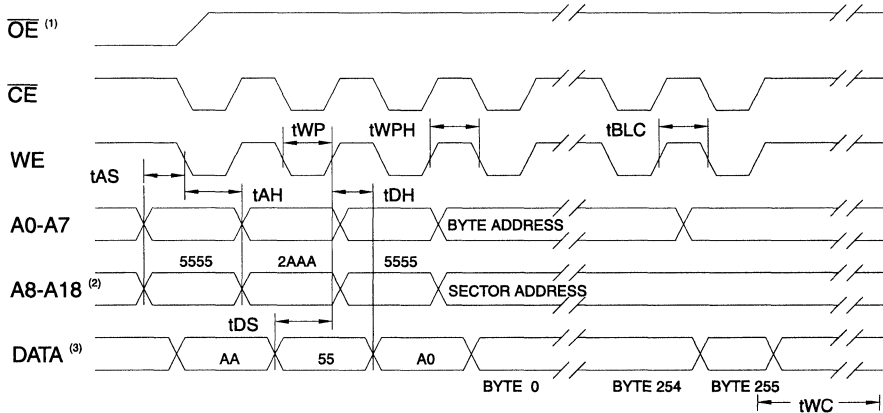 OE (1)
CE
tWP tWPH tBLC
WE
tAS
tAH tDH
A0-A7 BYTE ADDRESS
5555 2AAA 5555
A8-A18 (2) SECTOR ADDRESS
tDS
DATA (3) AA 55 A0
BYTE 0 BYTE 254 BYTE 255
tWC